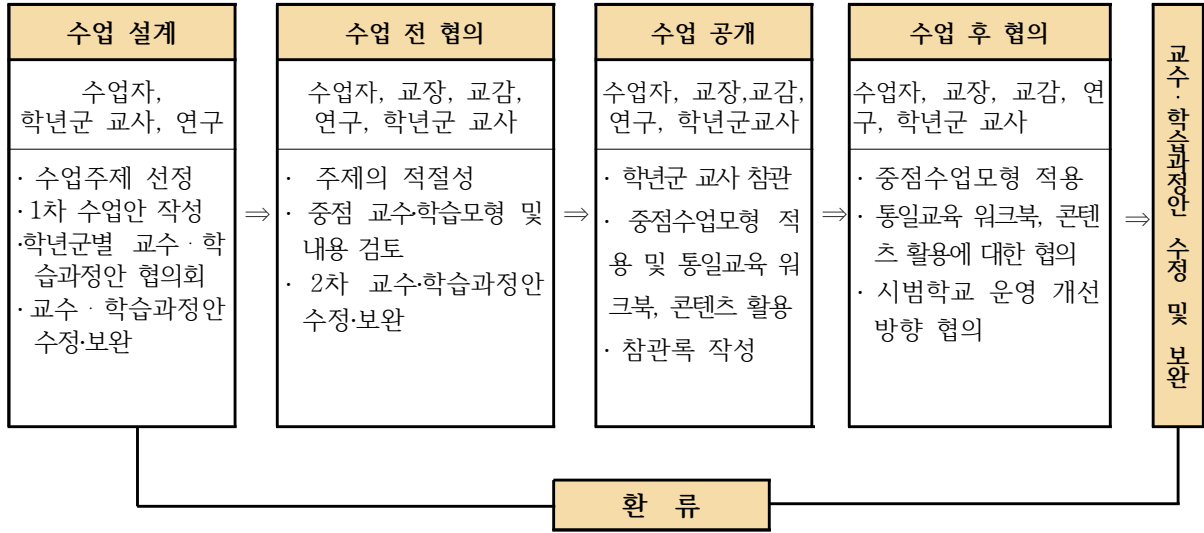 수업 설계
수업자,
학년군 교사, 연구
· 수업주제 선정
· 1차 수업안 작성
·학년군별 교수 · 학
습과정안 협의회
· 교수 · 학습과정안
수정·보완
⇒
수업 전 협의
수업자, 교장, 교감,
연구, 학년군 교사
· 주제의 적절성
· 중점 교수·학습모형 및
내용 검토
· 2차 교수·학습과정안
수정·보완
⇒
수업 공개
수업자, 교장,교감,
연구, 학년군교사
· 학년군 교사 참관
· 중점수업모형 적
용 및 통일교육 워
크북, 콘텐츠 활용
· 참관록 작성
⇒
수업 후 협의
수업자, 교장, 교감, 연
구, 학년군 교사
· 중점수업모형 적용
· 통일교육 워크북, 콘텐
츠 활용에 대한 협의
· 시범학교 운영 개선
방향 협의
⇒
교수·학습과정안 수정 및 보완
환 류